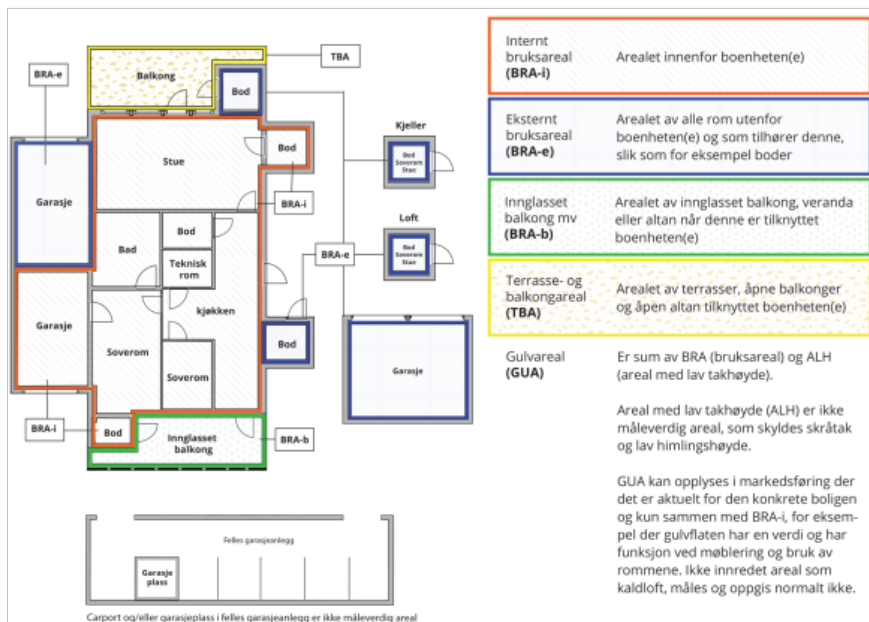 TBA
BRA-e
Balkong
Bod
Kjeller
Bod
Soverom
Stue
Stue
Bod
BRA-i
Garasje
Loft
Bod
Bad
Teknisk
rom
BRA-e
Bod
Soverom
Stue
kjøkken
Garasje
Soverom
Bod
Soverom
Garasje
BRA-i
Bod
Innglasset
balkong
BRA-b
Felles garasjeanlegg
Garasje
plass
Carport og/eller garasjeplass i felles garasjeanlegg er ikke måleverdig areal
Internt
bruksareal
(BRA-i)
Arealet innenfor boenheten(e)
Eksternt
bruksareal
(BRA-e)
Arealet av alle rom utenfor
boenheten(e) og som tilhører denne,
slik som for eksempel boder
Innglasset
balkong mv
(BRA-b)
Arealet av innglasset balkong, veranda
eller altan når denne er tilknyttet
boenheten(e)
Terrasse- og
balkongareal
(TBA)
Arealet av terrasser, åpne balkonger
og åpen altan tilknyttet boenheten(e)
Gulvareal
(GUA)
Er sum av BRA (bruksareal) og ALH
(areal med lav takhøyde).
Areal med lav takhøyde (ALH) er ikke
måleverdig areal, som skyldes skråtak
og lav himlingshøyde.
GUA kan opplyses i markedsføring der
det er aktuelt for den konkrete boligen
og kun sammen med BRA-i, for eksem-
pel der gulvflaten har en verdi og har
funksjon ved møblering og bruk av
rommene. Ikke innredet areal som
kaldloft, måles og oppgis normalt ikke.